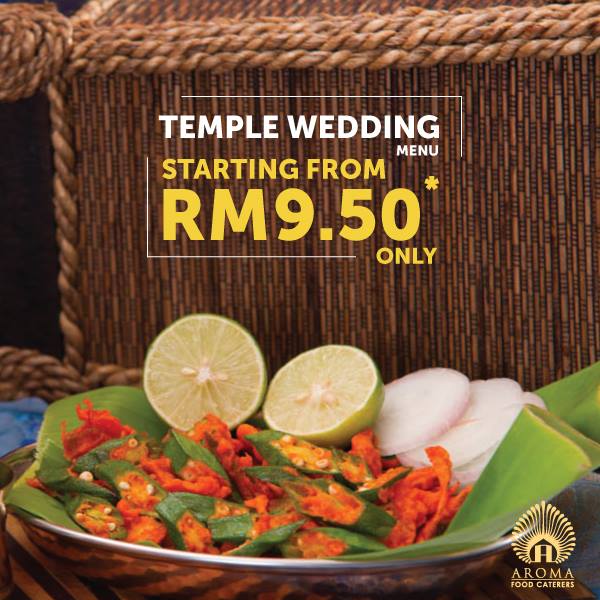 TEMPLE WEDDING
MENU
STARTING FROM
RM9.50*
ONLY
AROMA
FOOD CATERERS